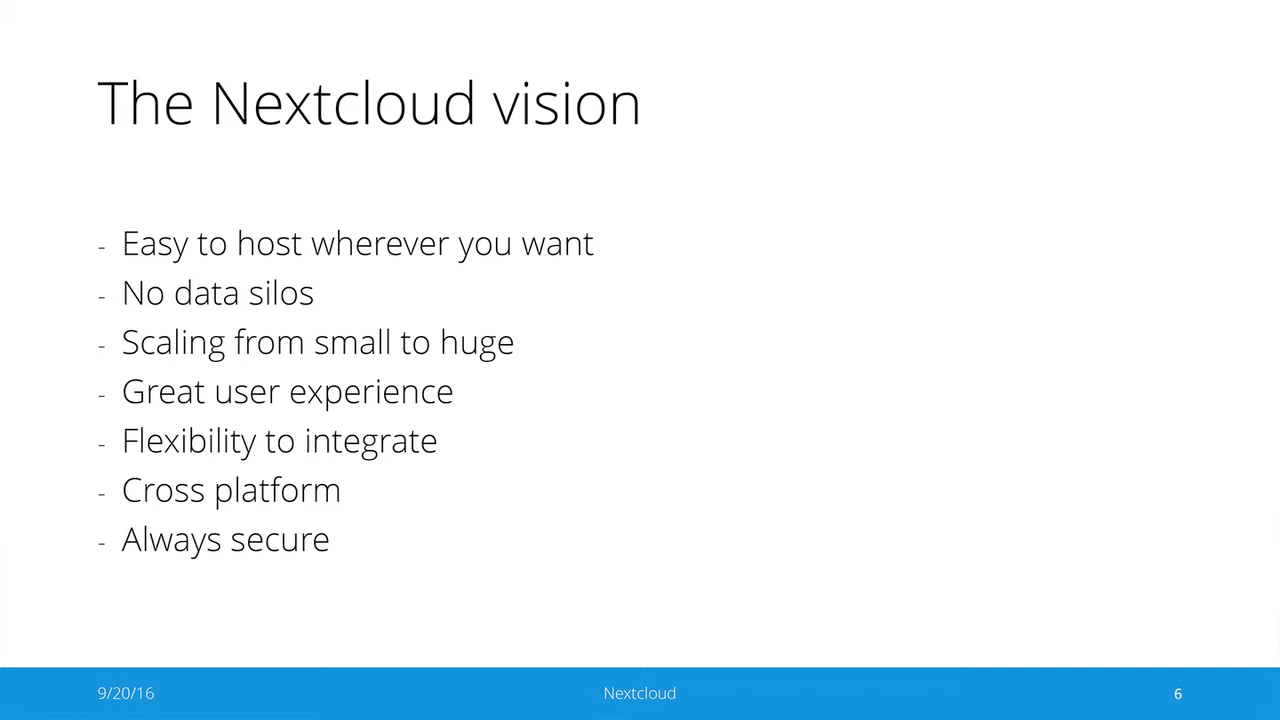 The Nextcloud vision
- Easy to host wherever you want
- No data silos
- Scaling from small to huge
- Great user experience
- Flexibility to integrate
- Cross platform
- Always secure
9/20/16 Nextcloud 6